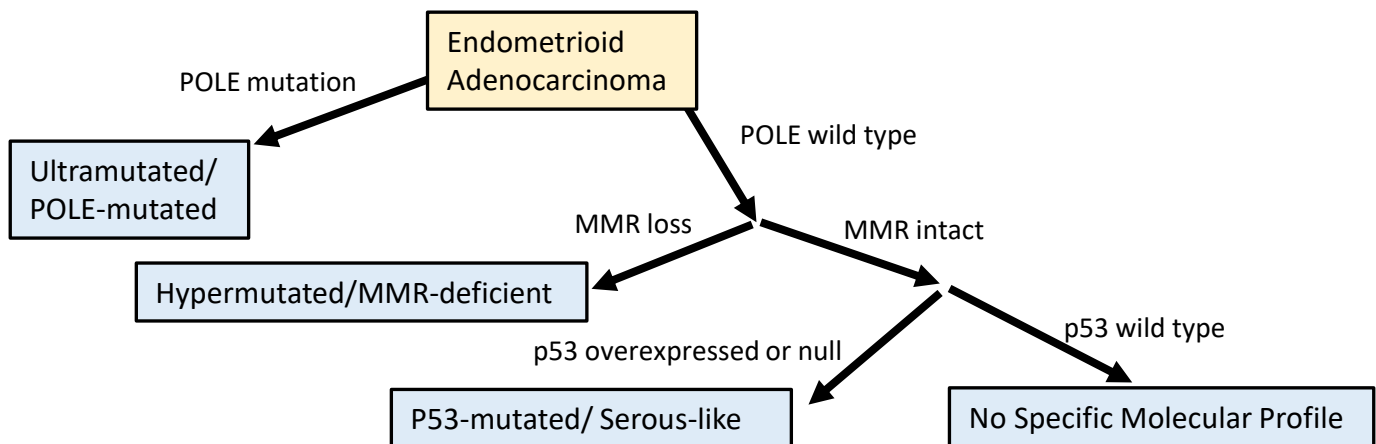 Endometrioid
Adenocarcinoma
POLE mutation
POLE wild type
Ultramutated/
POLE-mutated
MMR loss
MMR intact
Hypermutated/MMR-deficient
p53 overexpressed or null
p53 wild type
P53-mutated/ Serous-like
No Specific Molecular Profile